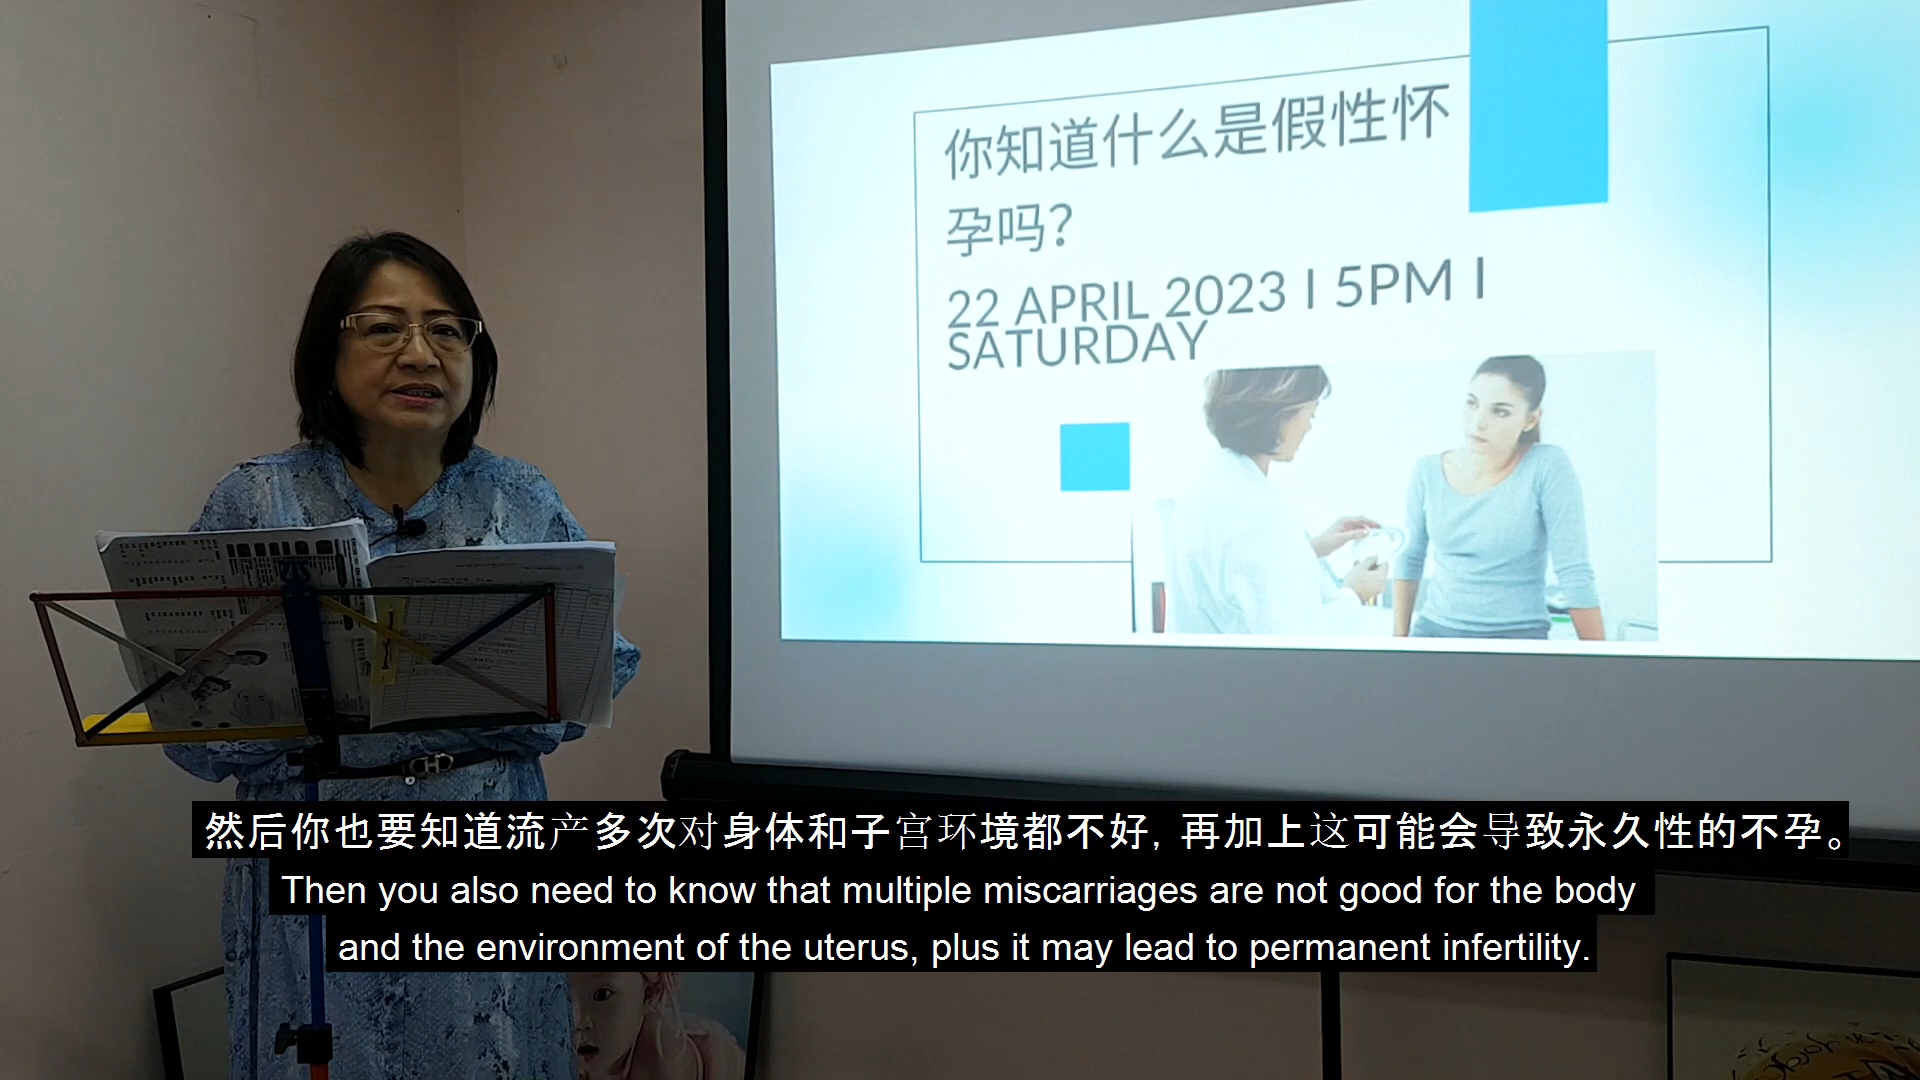 你知道什么是假性怀
孕吗?
22 APRIL 2023 I 5PM I
SATURDAY
然后你也要知道流产多次对身体和子宫环境都不好，再加上这可能会导致永久性的不孕。
Then you also need to know that multiple miscarriages are not good for the body
and the environment of the uterus, plus it may lead to permanent infertility.